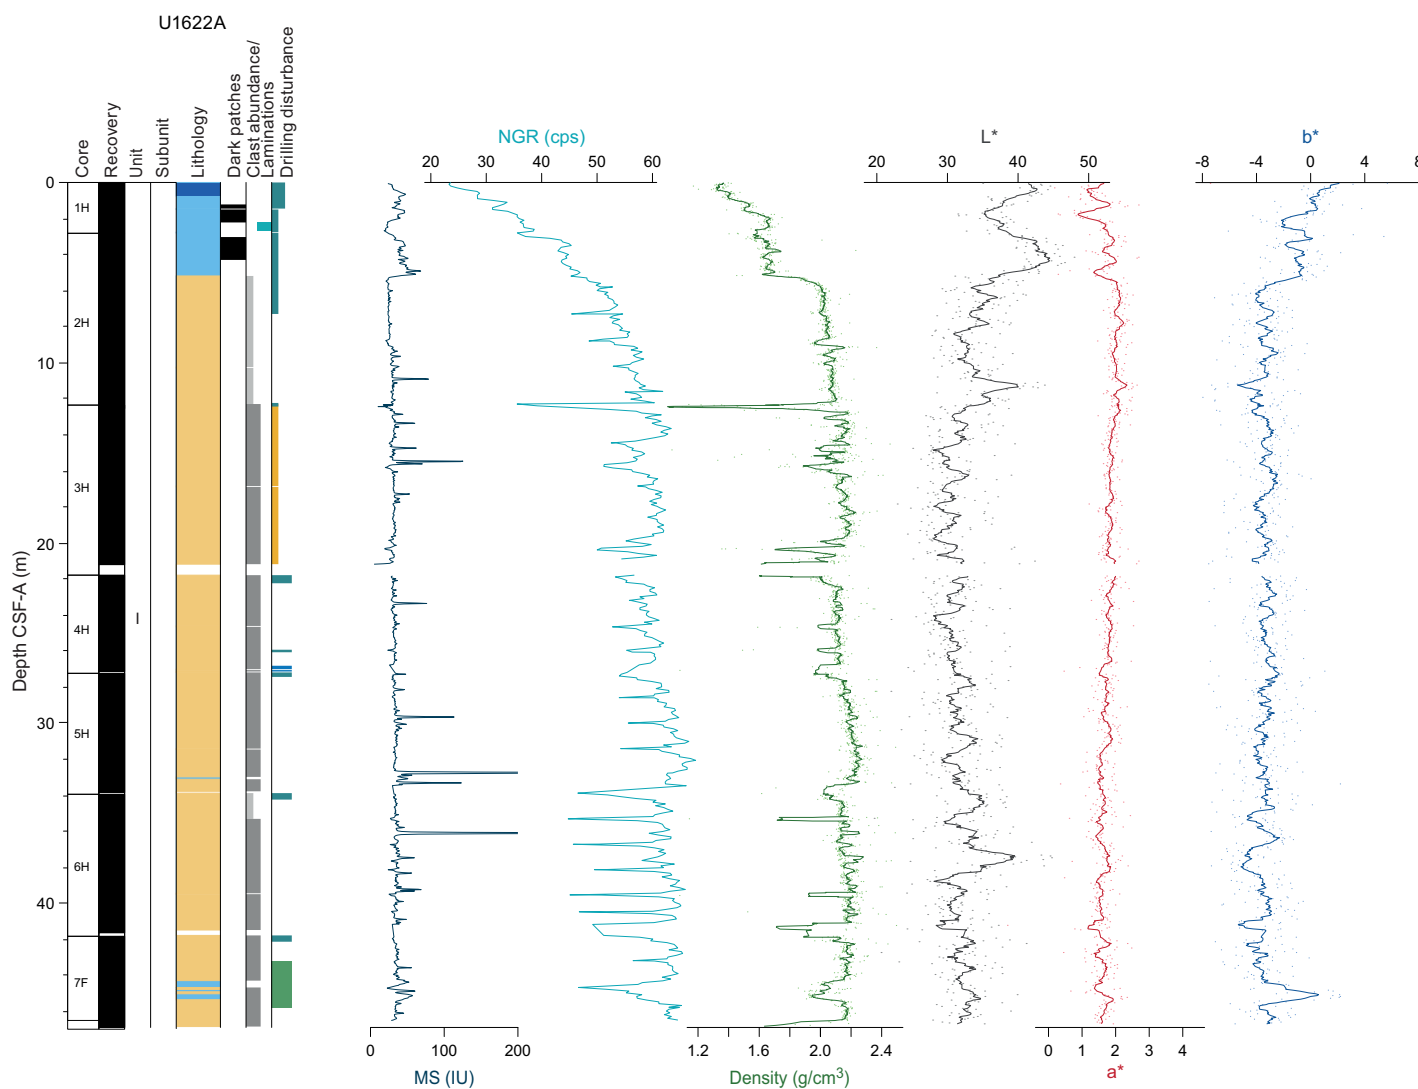 U1622A
Core
Recovery
Unit
Subunit
Lithology
Dark patches
Clast abundance/
Laminations
Drilling disturbance
NGR (cps)
L*
b*
20 30 40 50 60
20 30 40 50
-8 -4 0 4 8
Depth CSF-A (m)
0
10
20
30
40
1H
2H
3H
4H
5H
6H
7F
I
0 100 200
MS (IU)
1.2 1.6 2.0 2.4
Density (g/cm³)
0 1 2 3 4
a*